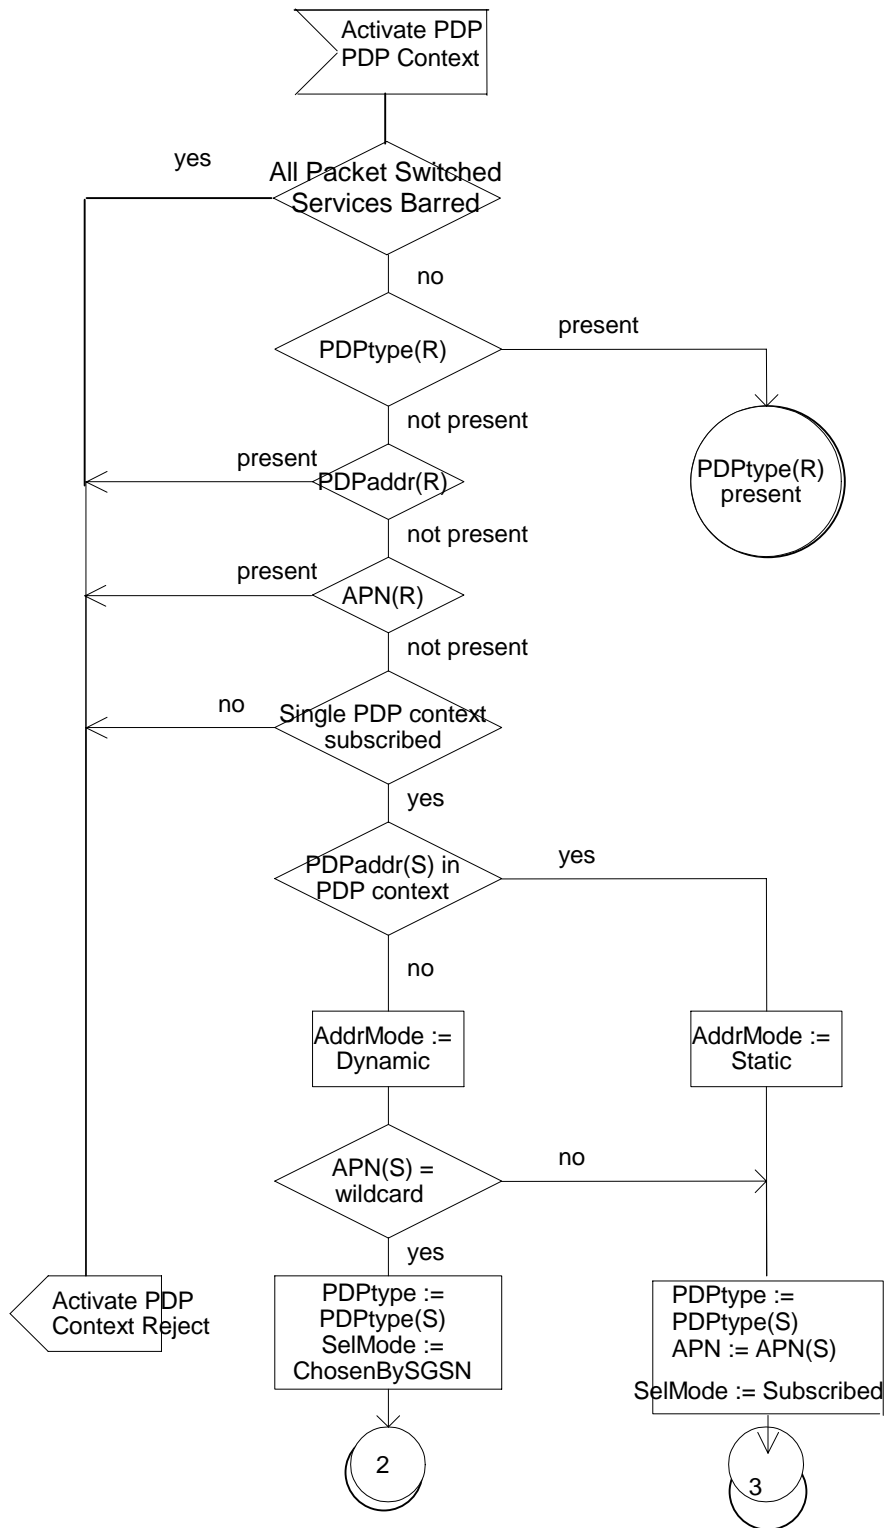 Activate PDP
PDP Context
yes
All Packet Switched
Services Barred
no
PDPtype(R)
present
not present
present
PDPaddr(R)
PDPtype(R)
present
not present
present
APN(R)
not present
no
Single PDP context
subscribed
yes
PDPaddr(S) in
PDP context
yes
no
AddrMode :=
Dynamic
AddrMode :=
Static
APN(S) =
wildcard
no
yes
Activate PDP
Context Reject
PDPtype :=
PDPtype(S)
SelMode :=
ChosenBySGSN
PDPtype :=
PDPtype(S)
APN := APN(S)
SelMode := Subscribed
2
3